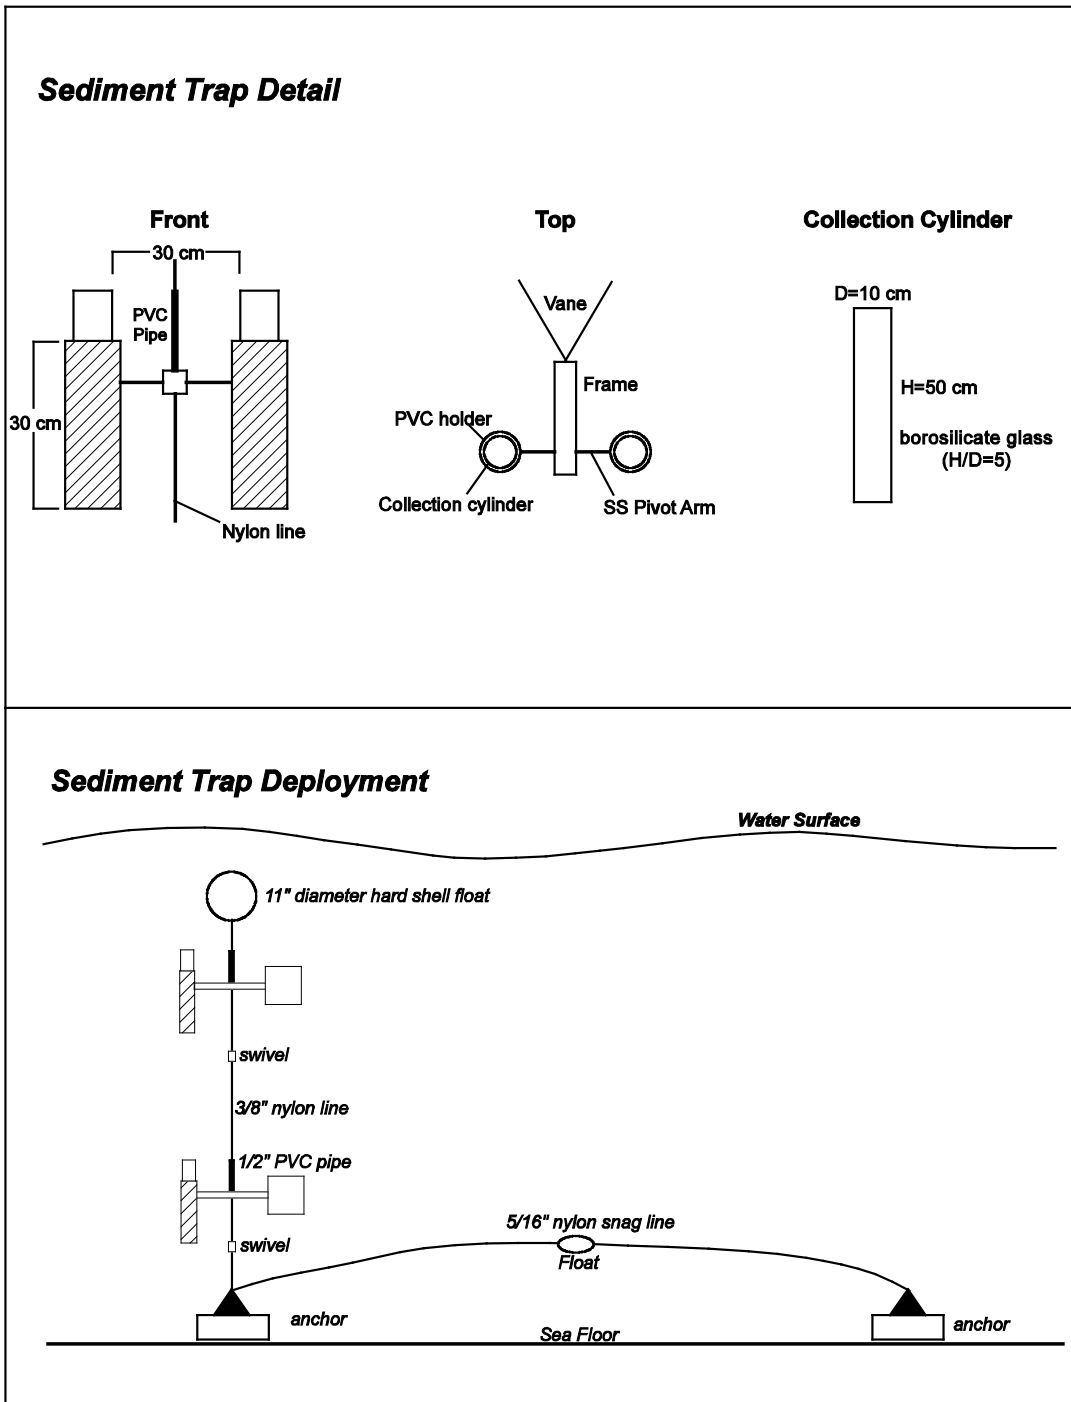 Sediment Trap Detail
Front
30 cm
PVC
Pipe
30 cm
Nylon line
Top
Vane
Frame
PVC holder
Collection cylinder
SS Pivot Arm
Collection Cylinder
D=10 cm
H=50 cm
borosilicate glass
(H/D=5)
Sediment Trap Deployment
Water Surface
11" diameter hard shell float
swivel
3/8" nylon line
1/2" PVC pipe
5/16" nylon snag line
swivel
Float
anchor
anchor
Sea Floor